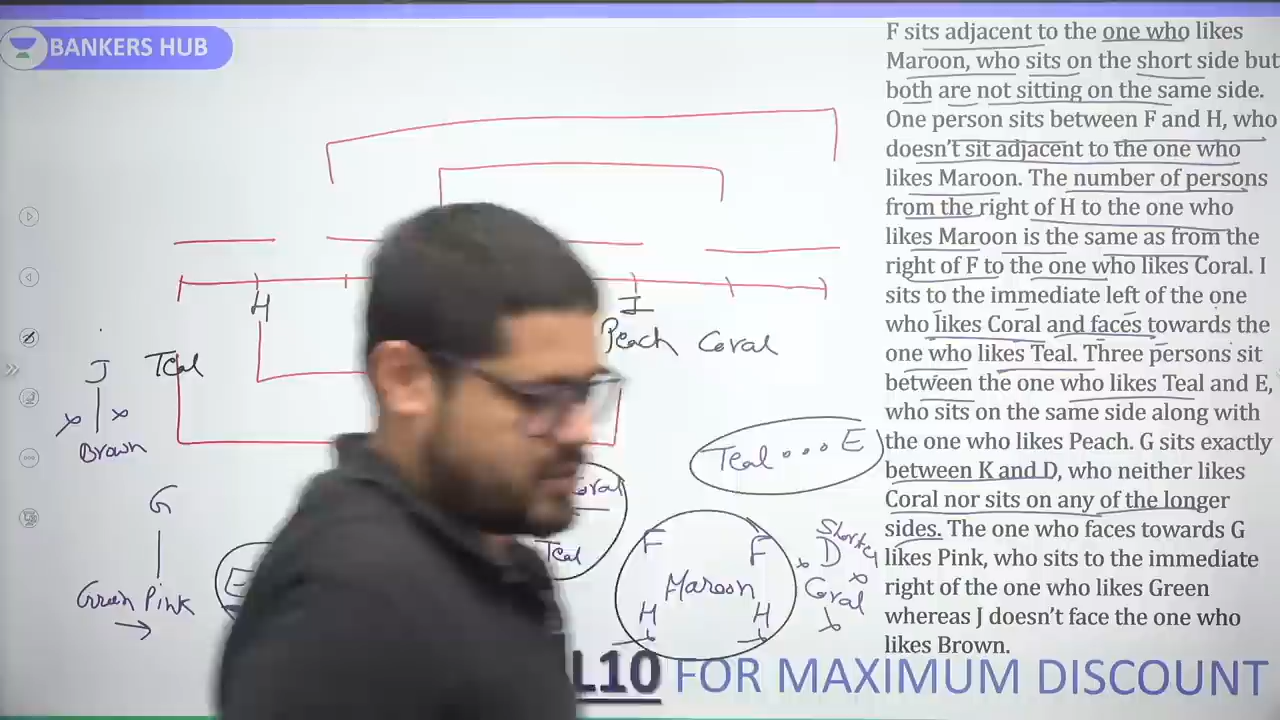 BANKERS HUB
F sits adjacent to the one who likes
Maroon, who sits on the short side but
both are not sitting on the same side.
One person sits between F and H, who
doesn't sit adjacent to the one who
likes Maroon. The number of persons
from the right of H to the one who
likes Maroon is the same as from the
right of F to the one who likes Coral. I
sits to the immediate left of the one
who likes Coral and faces towards the
one who likes Teal. Three persons sit
between the one who likes Teal and E,
who sits on the same side along with
the one who likes Peach. G sits exactly
between K and D, who neither likes
Coral nor sits on any of the longer
sides. The one who faces towards G
likes Pink, who sits to the immediate
right of the one who likes Green
whereas J doesn't face the one who
likes Brown.
H
I
Peach Coral
J Teal
x x
Brown
G
Green Pink
E
Teal
Teal E
F F
Maroon
H H
Shorter
D
x x
Coral
L10 FOR MAXIMUM DISCOUNT